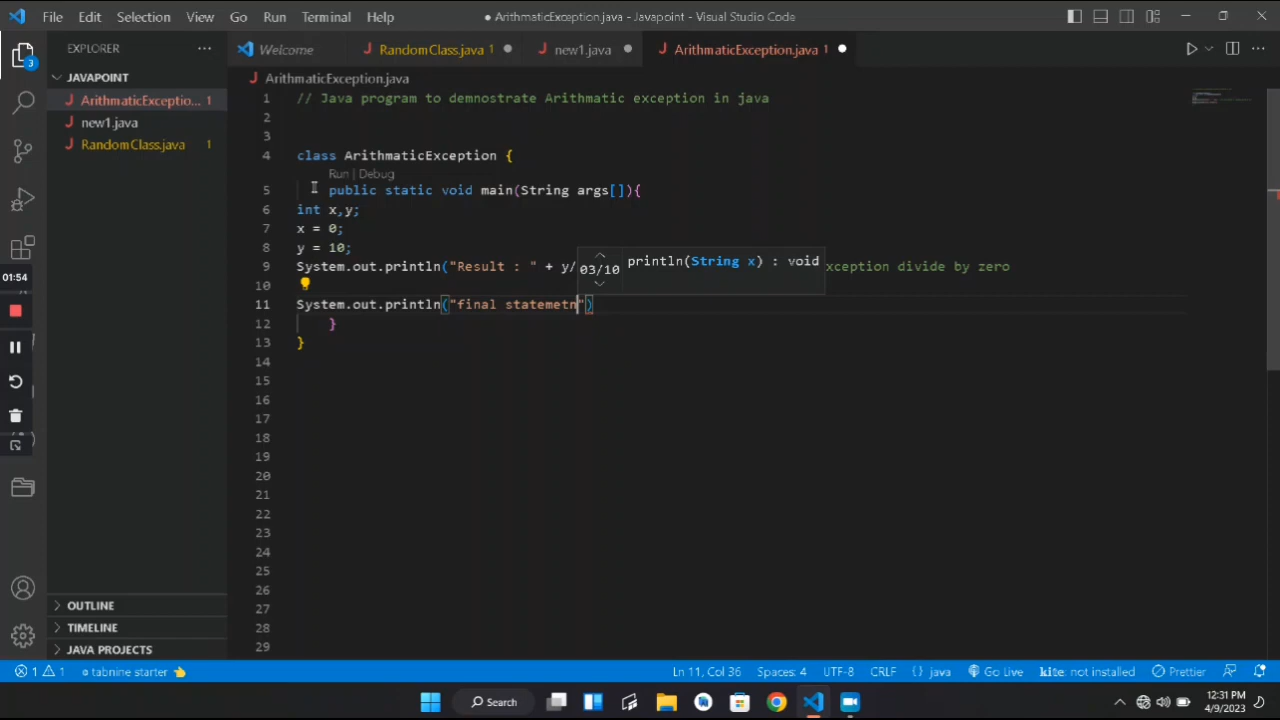 File Edit Selection View Go Run Terminal Help
● ArithmaticException.java - Javapoint - Visual Studio Code
EXPLORER
Welcome
RandomClass.java 1
new1.java
ArithmaticException.java 1
JAVAPOINT
ArithmaticException.java
ArithmaticExceptio... 1
new1.java
RandomClass.java 1
1 // Java program to demnostrate Arithmatic exception in java
2
3
4 class ArithmaticException {
Run | Debug
5 public static void main(String args[]){
6 int x,y;
7 x = 0;
8 y = 10;
03/10 println(String x) : void
9 System.out.println("Result : " + y/ xception divide by zero
10
11 System.out.println("final statemetn")
12 }
13 }
14
15
16
17
18
19
20
21
22
23
24
25
26
27
28
29
01:54
3
OUTLINE
TIMELINE
JAVA PROJECTS
1 1 tabnine starter
Ln 11, Col 36 Spaces: 4 UTF-8 CRLF {} java Go Live kite: not installed Prettier
Search
12:31 PM
4/9/2023